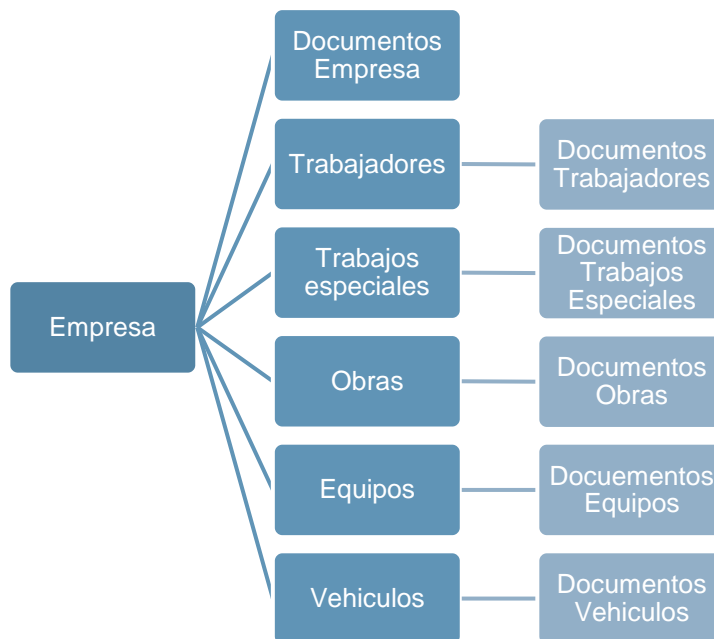 Documentos
Empresa
Trabajadores
Documentos
Trabajadores
Trabajos
especiales
Documentos
Trabajos
Especiales
Empresa
Obras
Documentos
Obras
Equipos
Docuementos
Equipos
Vehiculos
Documentos
Vehiculos